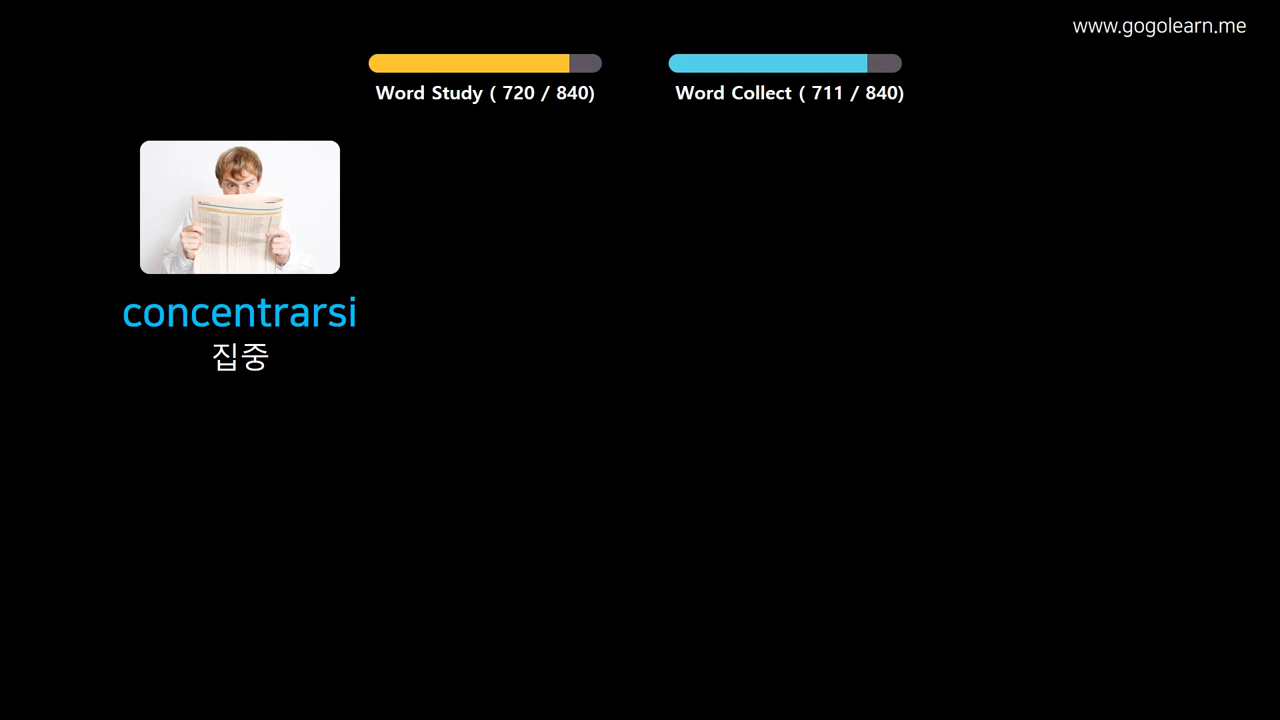 www.gogolearn.me
Word Study ( 720 / 840)
Word Collect ( 711 / 840)
concentrarsi
집중